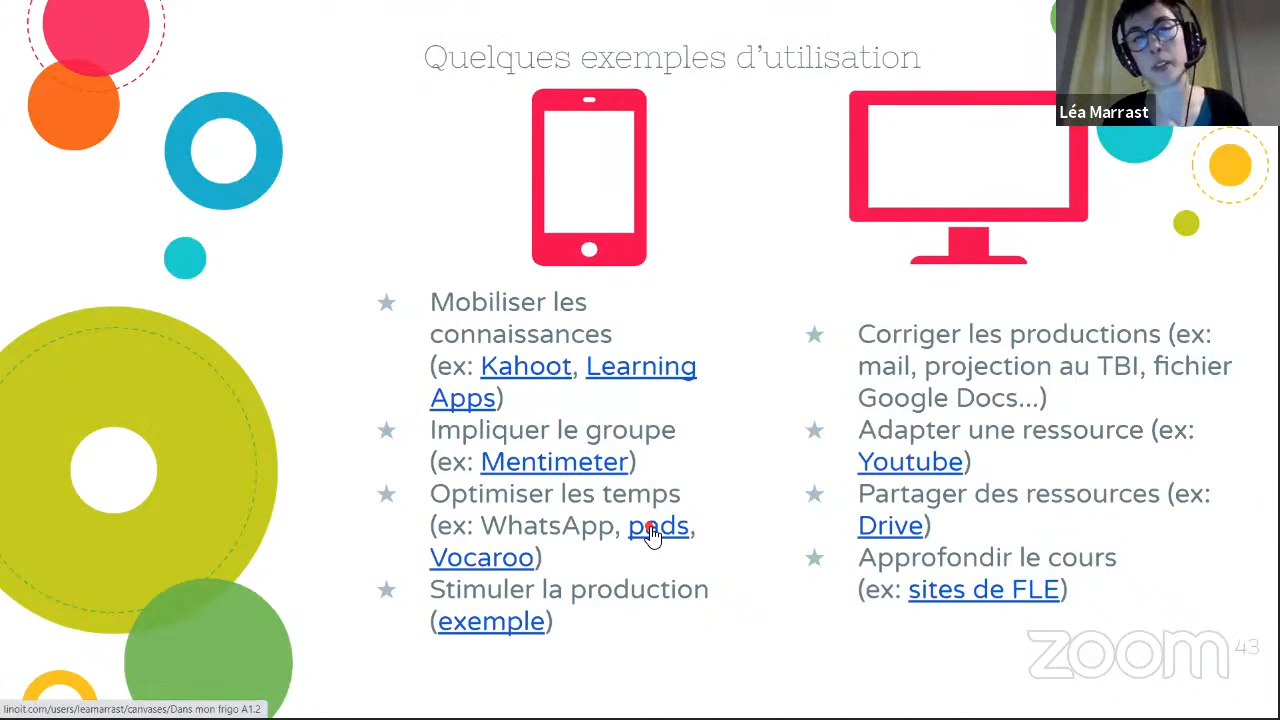 Quelques exemples d'utilisation
Léa Marrast
★ Mobiliser les
connaissances
(ex: Kahoot, Learning
Apps)
★ Impliquer le groupe
(ex: Mentimeter)
★ Optimiser les temps
(ex: WhatsApp, pads,
Vocaroo)
★ Stimuler la production
(exemple)
★ Corriger les productions (ex:
mail, projection au TBI, fichier
Google Docs...)
★ Adapter une ressource (ex:
Youtube)
★ Partager des ressources (ex:
Drive)
★ Approfondir le cours
(ex: sites de FLE)
zoom
43
linoit.com/users/leamarrast/canvases/Dans mon frigo A1.2